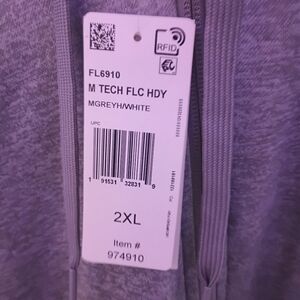 RFID
FL6910
M TECH FLC HDY
MGREYH/WHITE
UPC
1 91531 32831 9
2XL
Item #
974910